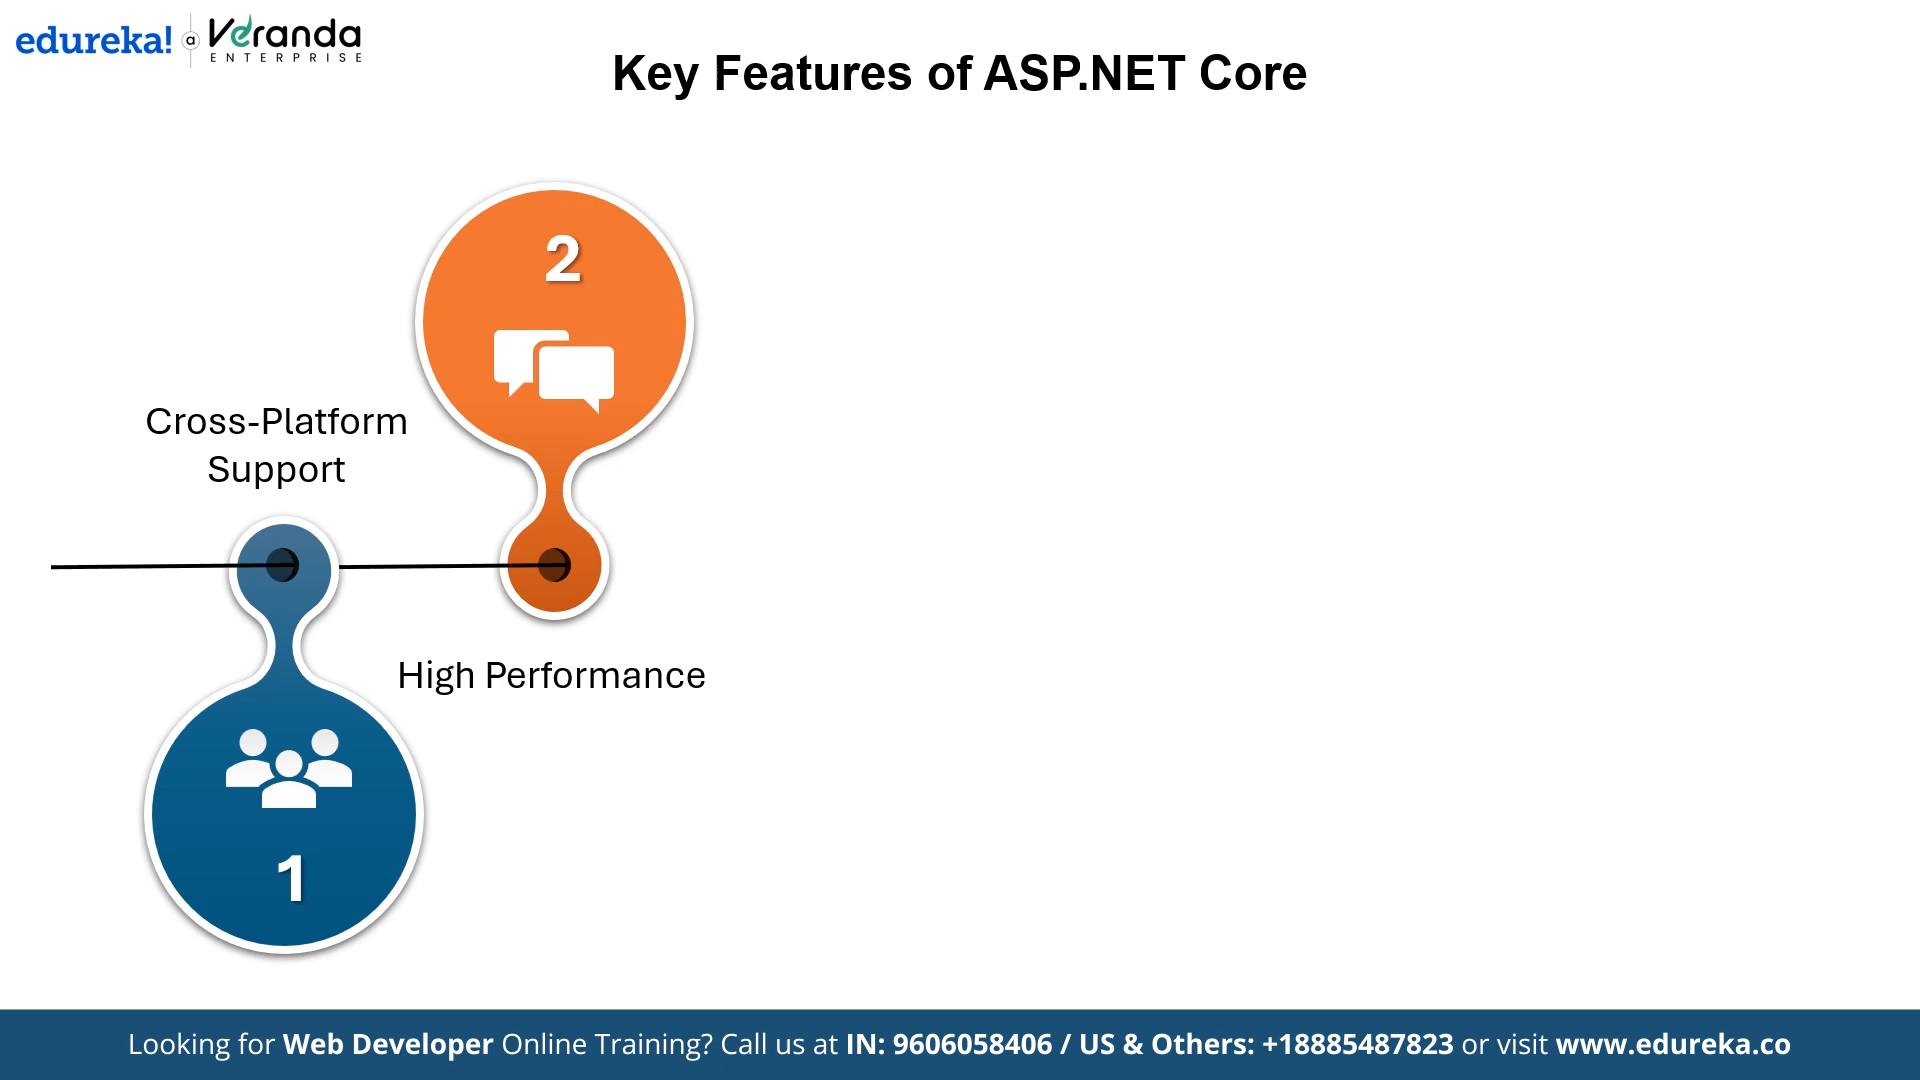 edureka! a Veranda
ENTERPRISE
Key Features of ASP.NET Core
2
Cross-Platform
Support
High Performance
1
Looking for Web Developer Online Training? Call us at IN: 9606058406 / US & Others: +18885487823 or visit www.edureka.co